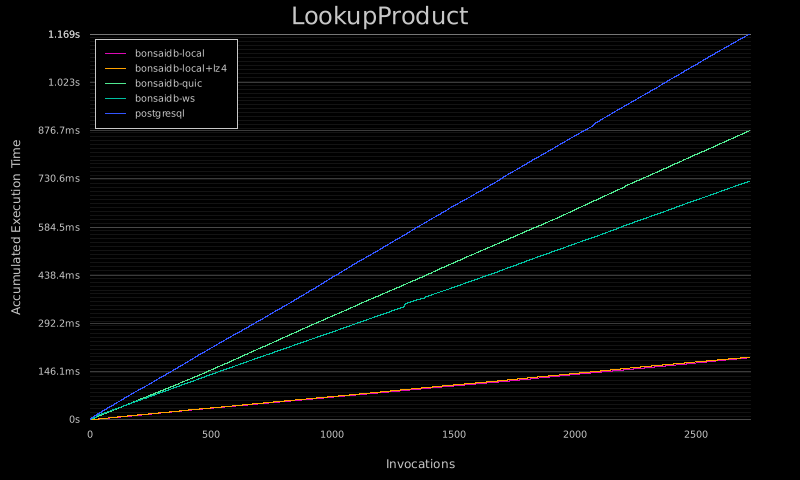 LookupProduct
1.169s
bonsaidb-local
bonsaidb-local+lz4
bonsaidb-quic
bonsaidb-ws
postgresql
1.023s
876.7ms
730.6ms
584.5ms
438.4ms
292.2ms
146.1ms
0s
Accumulated Execution Time
0 500 1000 1500 2000 2500
Invocations